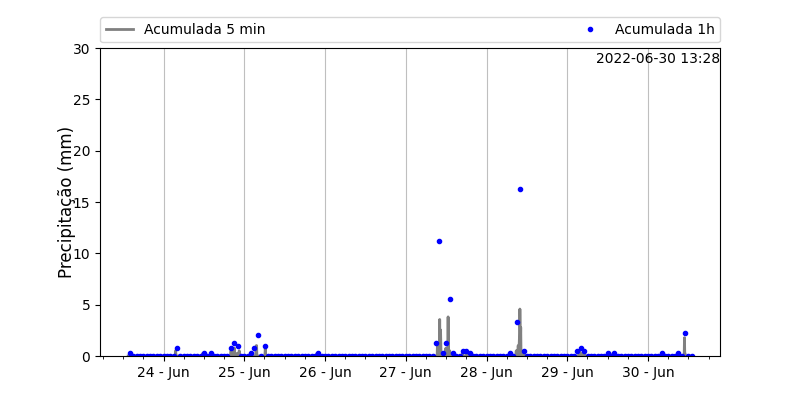 Acumulada 5 min
Acumulada 1h
2022-06-30 13:28
Precipitação (mm)
30
25
20
15
10
5
0
24 - Jun
25 - Jun
26 - Jun
27 - Jun
28 - Jun
29 - Jun
30 - Jun